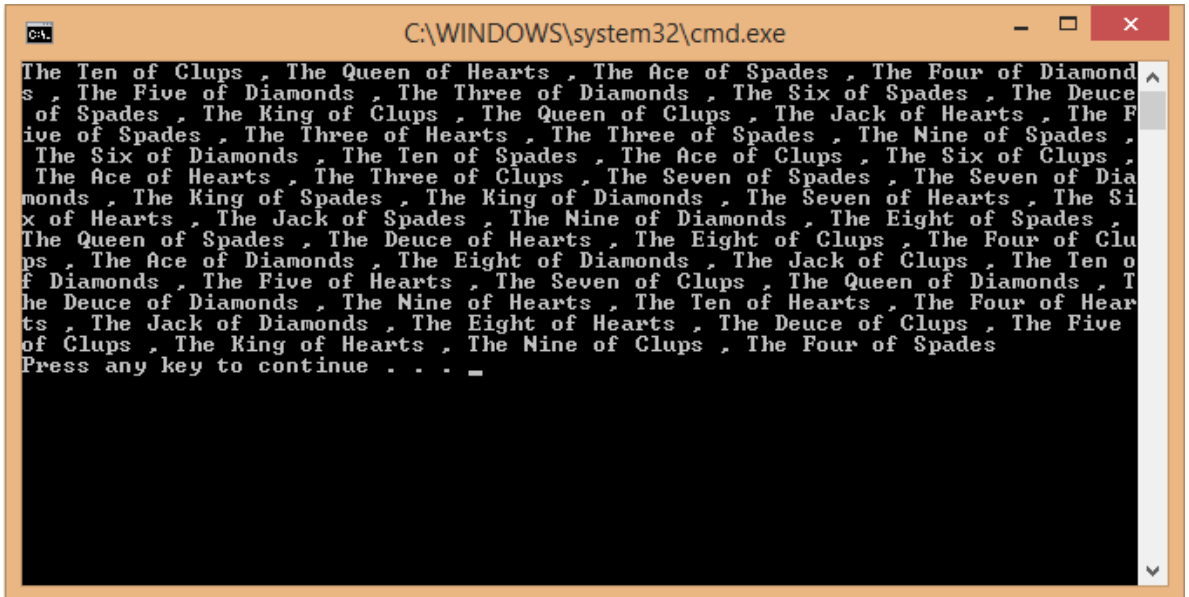 C:\WINDOWS\system32\cmd.exe
The Ten of Clups , The Queen of Hearts , The Ace of Spades , The Four of Diamond
s , The Five of Diamonds , The Three of Diamonds , The Six of Spades , The Deuce
 of Spades , The King of Clups , The Queen of Clups , The Jack of Hearts , The F
ive of Spades , The Three of Hearts , The Three of Spades , The Nine of Spades ,
 The Six of Diamonds , The Ten of Spades , The Ace of Clups , The Six of Clups ,
 The Ace of Hearts , The Three of Clups , The Seven of Spades , The Seven of Dia
monds , The King of Spades , The King of Diamonds , The Seven of Hearts , The Si
x of Hearts , The Jack of Spades , The Nine of Diamonds , The Eight of Spades ,
The Queen of Spades , The Deuce of Hearts , The Eight of Clups , The Four of Clu
ps , The Ace of Diamonds , The Eight of Diamonds , The Jack of Clups , The Ten o
f Diamonds , The Five of Hearts , The Seven of Clups , The Queen of Diamonds , T
he Deuce of Diamonds , The Nine of Hearts , The Ten of Hearts , The Four of Hear
ts , The Jack of Diamonds , The Eight of Hearts , The Deuce of Clups , The Five
of Clups , The King of Hearts , The Nine of Clups , The Four of Spades
Press any key to continue . . . _